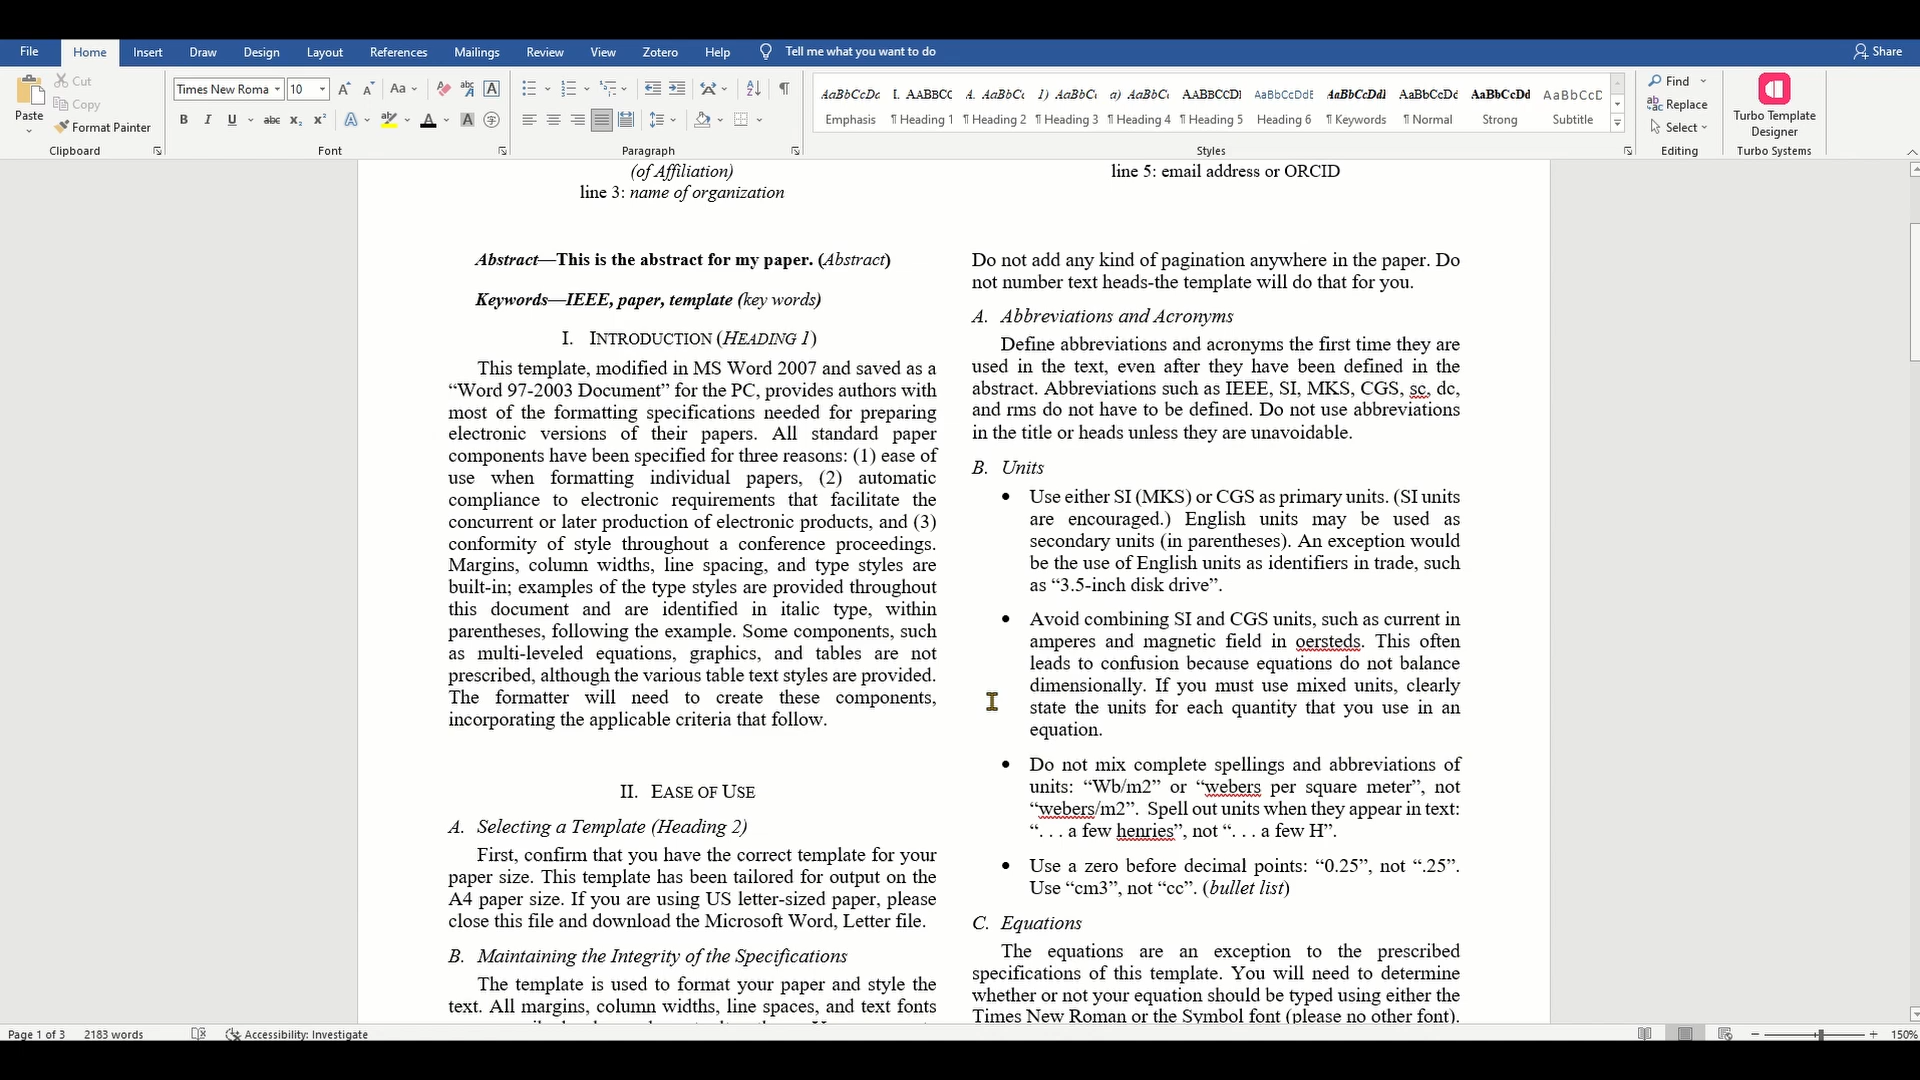 File Home Insert Draw Design Layout References Mailings Review View Zotero Help Tell me what you want to do Share
Paste
Cut
Copy
Format Painter
Clipboard
Times New Roma 10
Font
Paragraph
AaBbCcDc I. AABBCC A. AaBbCc 1) AaBbC a) AaBbC AABBCCDI AaBbCcDdE AaBbCcDdl AaBbCcDc AaBbCcDd AaBbCcD
Emphasis ¶ Heading 1 ¶ Heading 2 ¶ Heading 3 ¶ Heading 4 ¶ Heading 5 Heading 6 ¶ Keywords ¶ Normal Strong Subtitle
Styles
Find
Replace
Select
Editing
Turbo Template
Designer
Turbo Systems
(of Affiliation)
line 3: name of organization
line 5: email address or ORCID
Abstract—This is the abstract for my paper. (Abstract)
Keywords—IEEE, paper, template (key words)
I. INTRODUCTION (HEADING 1)
This template, modified in MS Word 2007 and saved as a
“Word 97-2003 Document” for the PC, provides authors with
most of the formatting specifications needed for preparing
electronic versions of their papers. All standard paper
components have been specified for three reasons: (1) ease of
use when formatting individual papers, (2) automatic
compliance to electronic requirements that facilitate the
concurrent or later production of electronic products, and (3)
conformity of style throughout a conference proceedings.
Margins, column widths, line spacing, and type styles are
built-in; examples of the type styles are provided throughout
this document and are identified in italic type, within
parentheses, following the example. Some components, such
as multi-leveled equations, graphics, and tables are not
prescribed, although the various table text styles are provided.
The formatter will need to create these components,
incorporating the applicable criteria that follow.
II. EASE OF USE
A. Selecting a Template (Heading 2)
First, confirm that you have the correct template for your
paper size. This template has been tailored for output on the
A4 paper size. If you are using US letter-sized paper, please
close this file and download the Microsoft Word, Letter file.
B. Maintaining the Integrity of the Specifications
The template is used to format your paper and style the
text. All margins, column widths, line spaces, and text fonts
Do not add any kind of pagination anywhere in the paper. Do
not number text heads-the template will do that for you.
A. Abbreviations and Acronyms
Define abbreviations and acronyms the first time they are
used in the text, even after they have been defined in the
abstract. Abbreviations such as IEEE, SI, MKS, CGS, sc, dc,
and rms do not have to be defined. Do not use abbreviations
in the title or heads unless they are unavoidable.
B. Units
• Use either SI (MKS) or CGS as primary units. (SI units
are encouraged.) English units may be used as
secondary units (in parentheses). An exception would
be the use of English units as identifiers in trade, such
as “3.5-inch disk drive”.
• Avoid combining SI and CGS units, such as current in
amperes and magnetic field in oersteds. This often
leads to confusion because equations do not balance
dimensionally. If you must use mixed units, clearly
state the units for each quantity that you use in an
equation.
• Do not mix complete spellings and abbreviations of
units: “Wb/m2” or “webers per square meter”, not
“webers/m2”. Spell out units when they appear in text:
“. . . a few henries”, not “. . . a few H”.
• Use a zero before decimal points: “0.25”, not “.25”.
Use “cm3”, not “cc”. (bullet list)
C. Equations
The equations are an exception to the prescribed
specifications of this template. You will need to determine
whether or not your equation should be typed using either the
Times New Roman or the Symbol font (please no other font).
Page 1 of 3 2183 words Accessibility: Investigate 150%